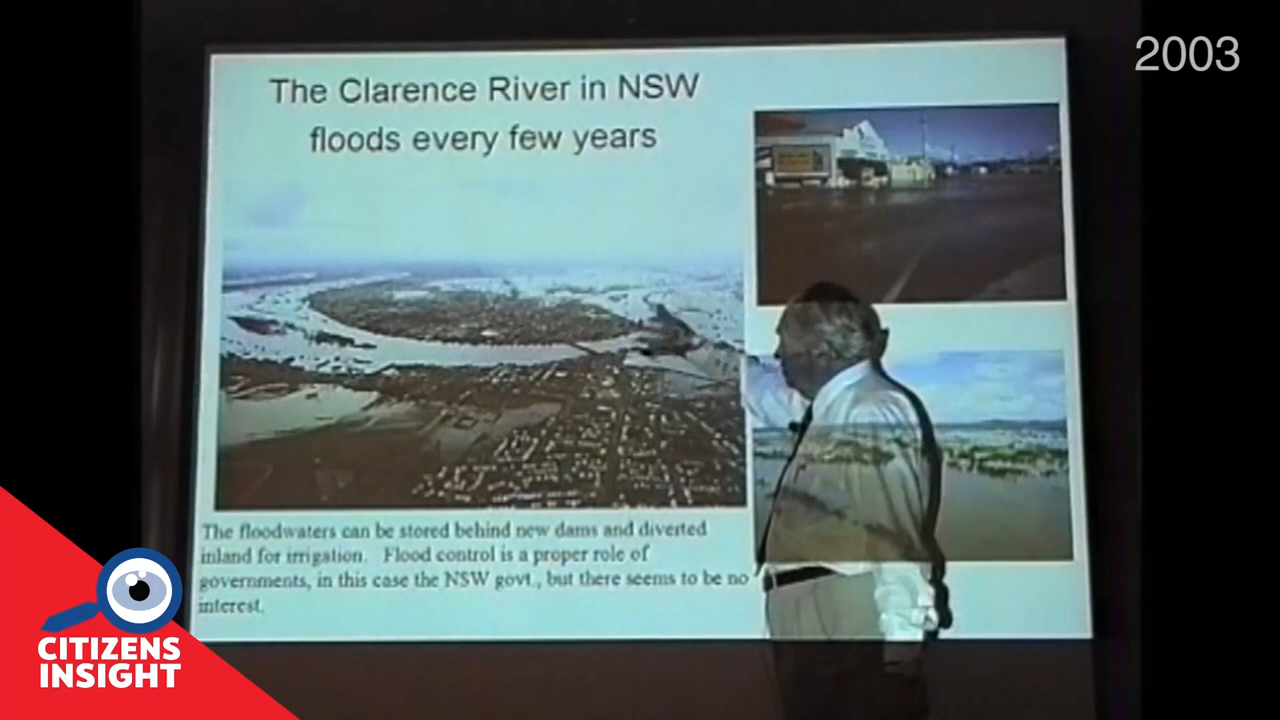 2003
The Clarence River in NSW
floods every few years
The floodwaters can be stored behind new dams and diverted
inland for irrigation. Flood control is a proper role of
governments, in this case the NSW govt., but there seems to be no
interest.
CITIZENS
INSIGHT